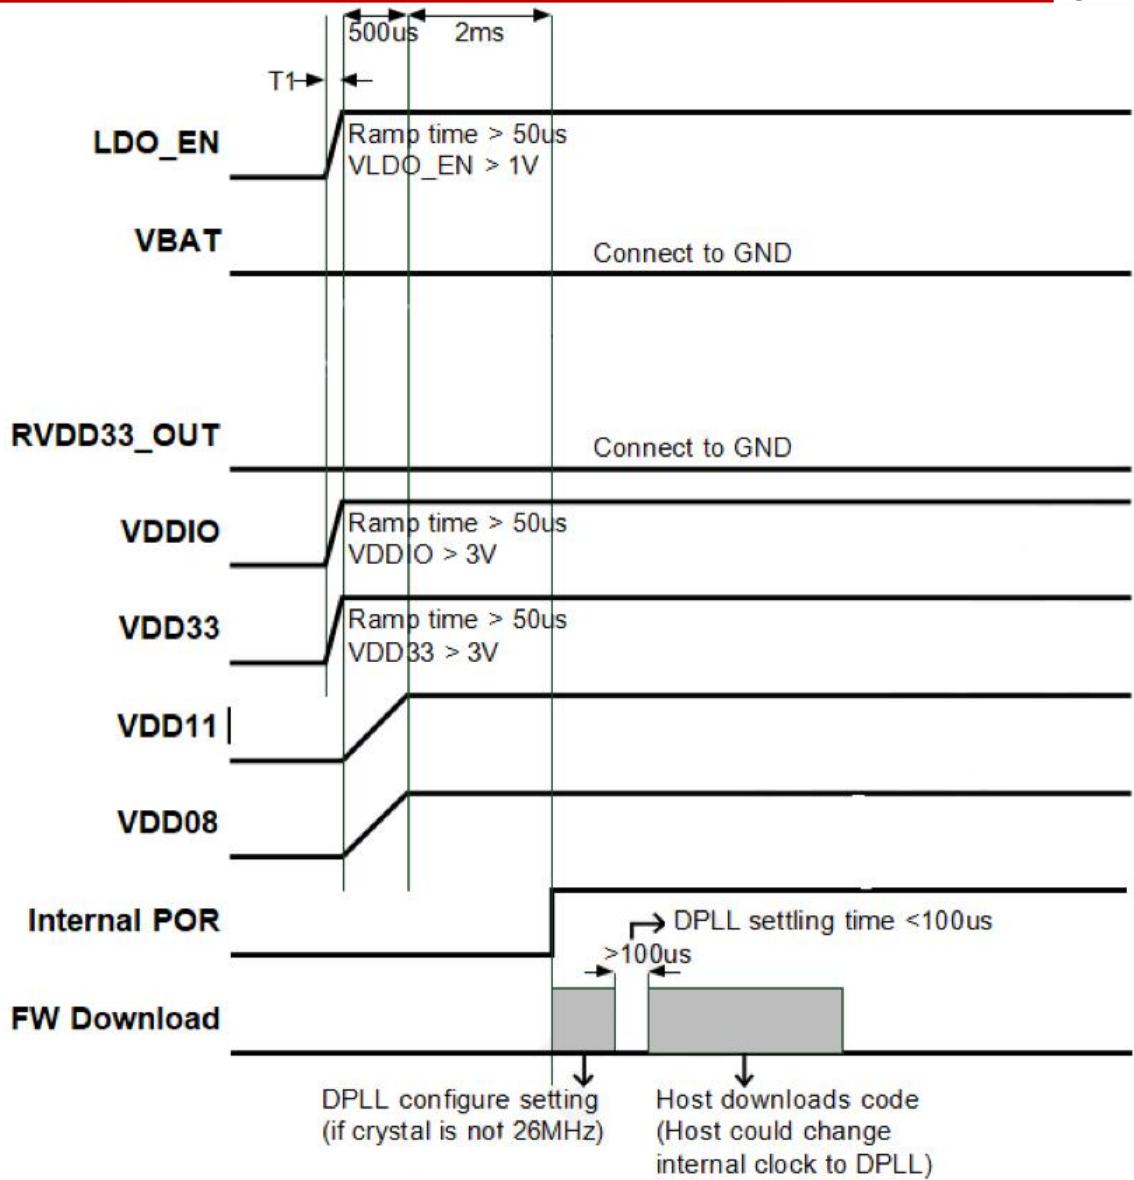 500us
2ms
T1
LDO_EN
Ramp time > 50us
VLDO_EN > 1V
VBAT
Connect to GND
RVDD33_OUT
Connect to GND
VDDIO
Ramp time > 50us
VDDIO > 3V
VDD33
Ramp time > 50us
VDD33 > 3V
VDD11
VDD08
Internal POR
DPLL settling time <100us
>100us
FW Download
DPLL configure setting
(if crystal is not 26MHz)
Host downloads code
(Host could change
internal clock to DPLL)